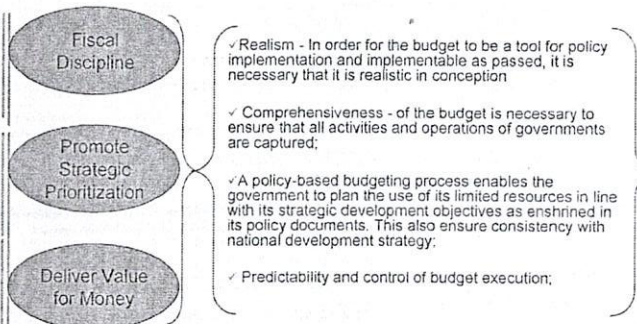 Fiscal
Discipline
Promote
Strategic
Prioritization
Deliver Value
for Money
✓Realism - In order for the budget to be a tool for policy
implementation and implementable as passed, it is
necessary that it is realistic in conception
✓ Comprehensiveness - of the budget is necessary to
ensure that all activities and operations of governments
are captured;
✓A policy-based budgeting process enables the
government to plan the use of its limited resources in line
with its strategic development objectives as enshrined in
its policy documents. This also ensure consistency with
national development strategy;
✓ Predictability and control of budget execution;